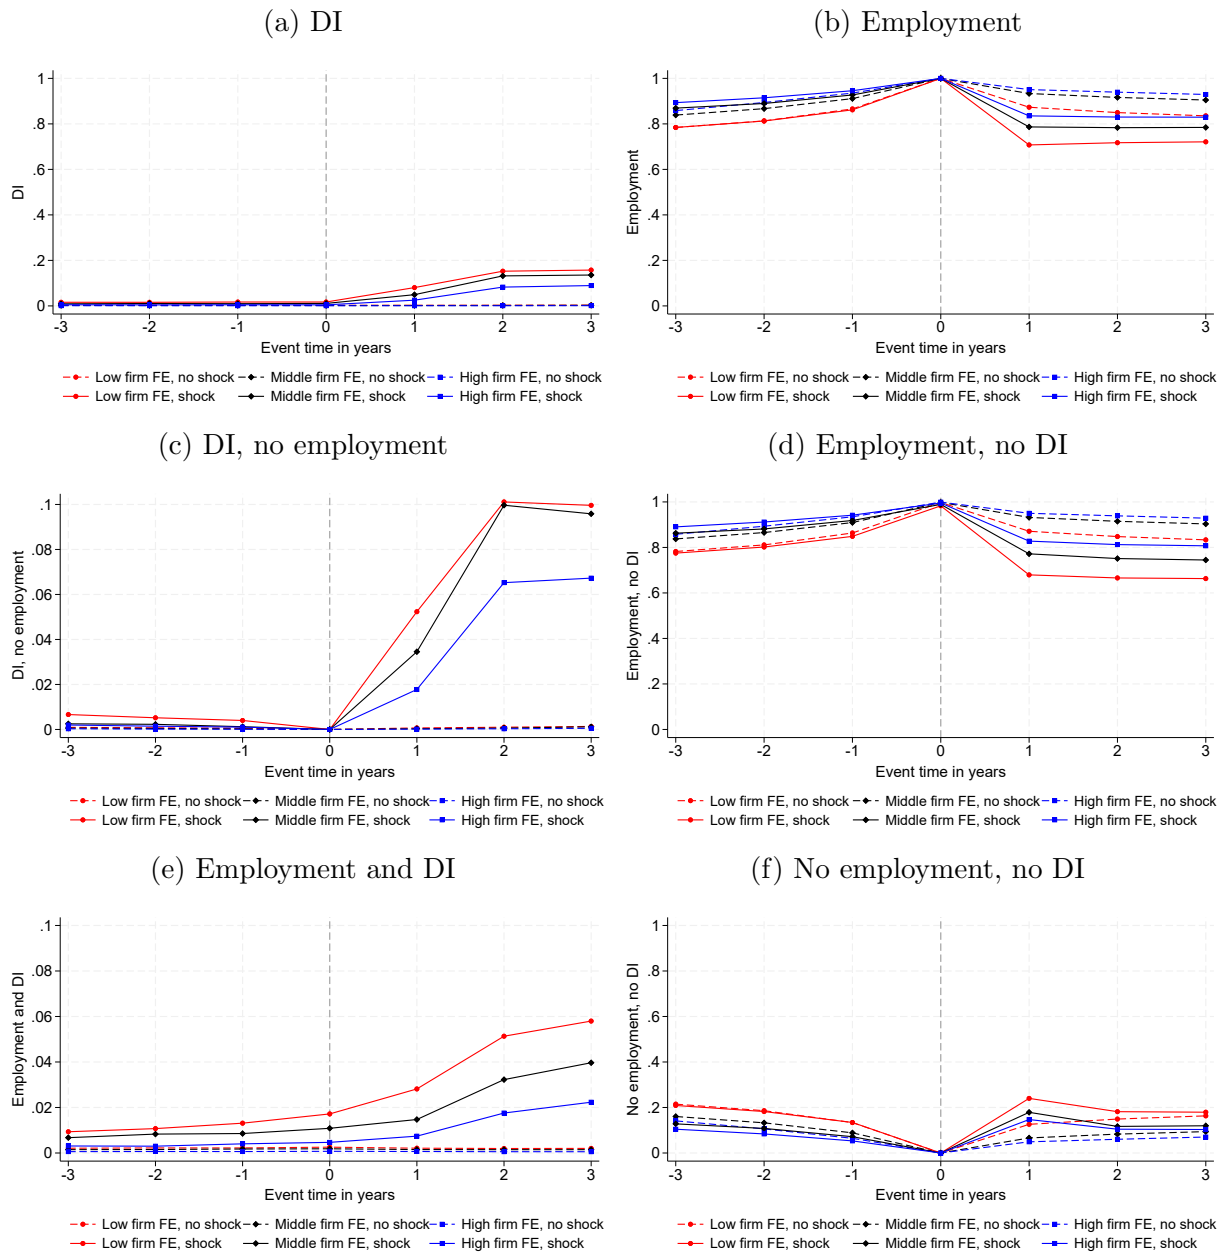 (a) DI
DI
1
.8
.6
.4
.2
0
-3 -2 -1 0 1 2 3
Event time in years
Low firm FE, no shock Middle firm FE, no shock High firm FE, no shock
Low firm FE, shock Middle firm FE, shock High firm FE, shock
(b) Employment
Employment
1
.8
.6
.4
.2
0
-3 -2 -1 0 1 2 3
Event time in years
Low firm FE, no shock Middle firm FE, no shock High firm FE, no shock
Low firm FE, shock Middle firm FE, shock High firm FE, shock
(c) DI, no employment
DI, no employment
.1
.08
.06
.04
.02
0
-3 -2 -1 0 1 2 3
Event time in years
Low firm FE, no shock Middle firm FE, no shock High firm FE, no shock
Low firm FE, shock Middle firm FE, shock High firm FE, shock
(d) Employment, no DI
Employment, no DI
1
.8
.6
.4
.2
0
-3 -2 -1 0 1 2 3
Event time in years
Low firm FE, no shock Middle firm FE, no shock High firm FE, no shock
Low firm FE, shock Middle firm FE, shock High firm FE, shock
(e) Employment and DI
Employment and DI
.1
.08
.06
.04
.02
0
-3 -2 -1 0 1 2 3
Event time in years
Low firm FE, no shock Middle firm FE, no shock High firm FE, no shock
Low firm FE, shock Middle firm FE, shock High firm FE, shock
(f) No employment, no DI
No employment, no DI
1
.8
.6
.4
.2
0
-3 -2 -1 0 1 2 3
Event time in years
Low firm FE, no shock Middle firm FE, no shock High firm FE, no shock
Low firm FE, shock Middle firm FE, shock High firm FE, shock